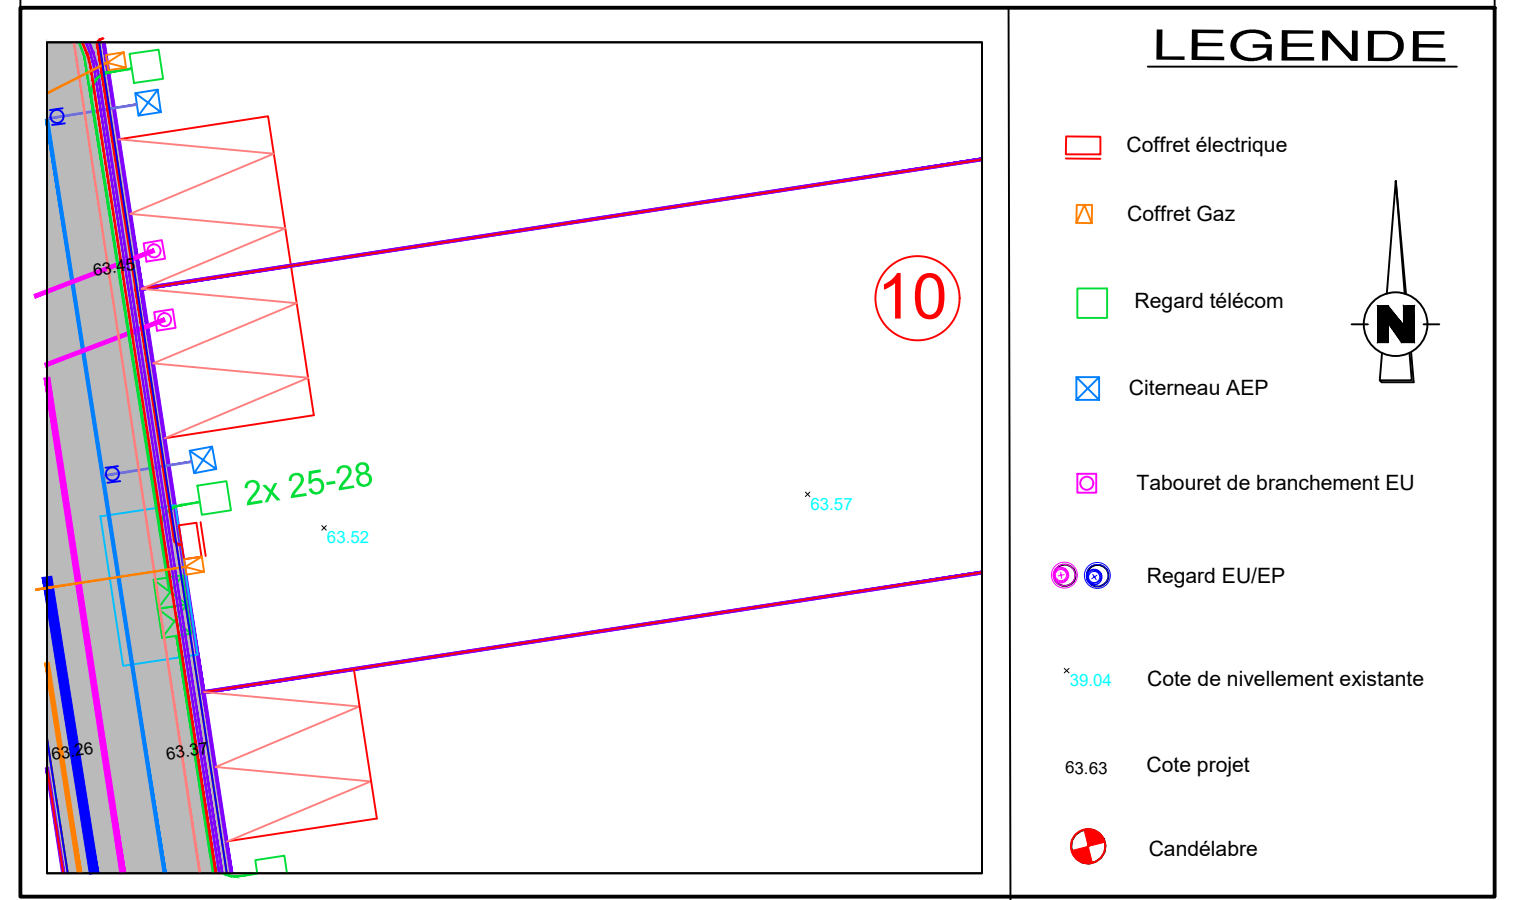 LEGENDE
Coffret électrique
Coffret Gaz
Regard télécom
Citerneau AEP
Tabouret de branchement EU
Regard EU/EP
39.04 Cote de nivellement existante
63.63 Cote projet
Candélabre
N
63.45
10
2x 25-28
63.57
63.52
63.26
63.37